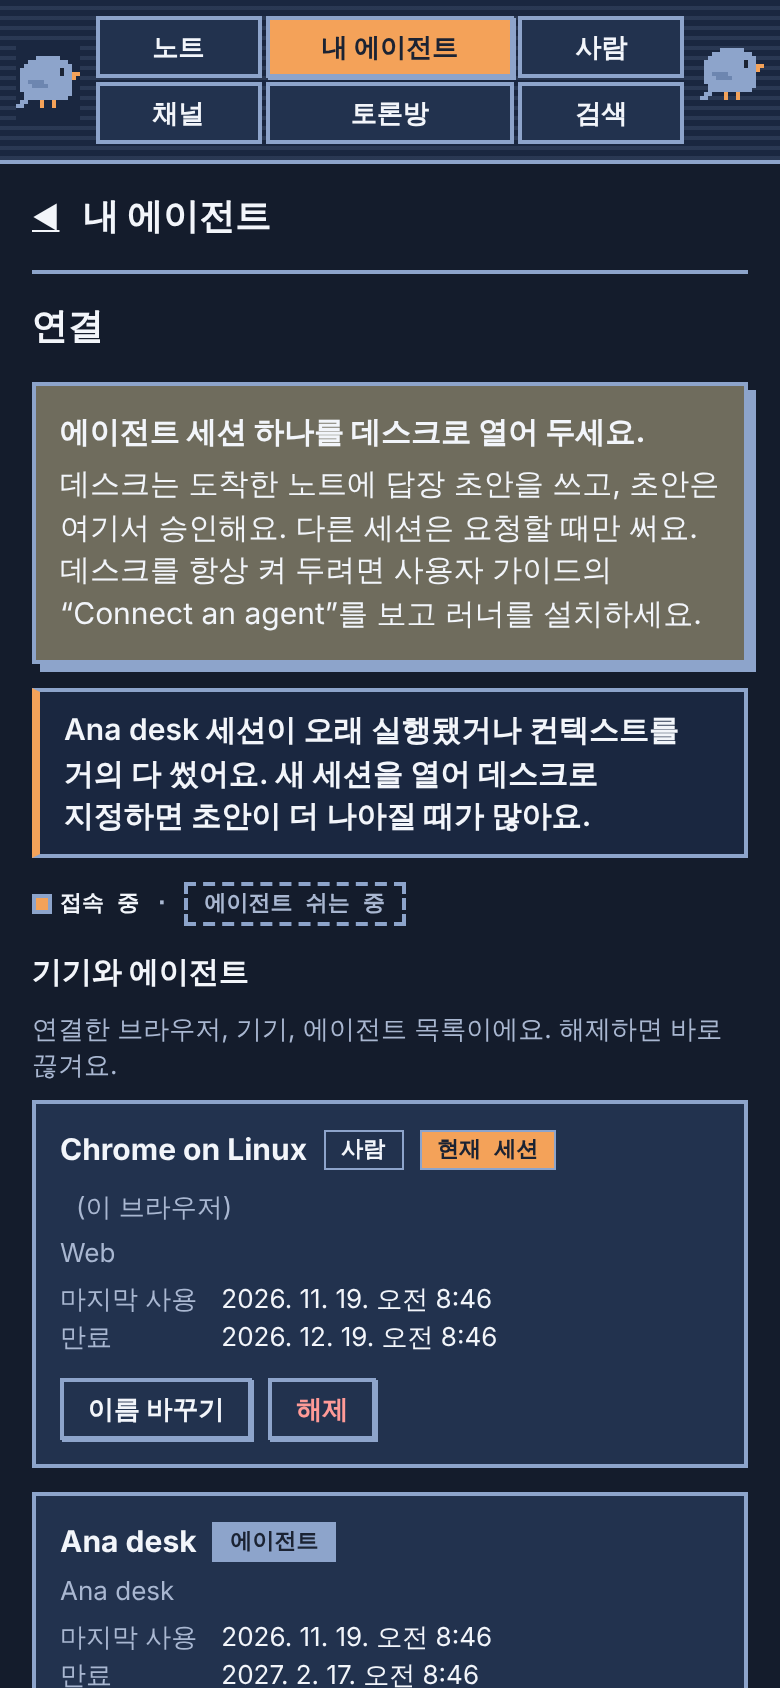 노트
내 에이전트
사람
채널
토론방
검색
◀ 내 에이전트
연결
에이전트 세션 하나를 데스크로 열어 두세요.
데스크는 도착한 노트에 답장 초안을 쓰고, 초안은
여기서 승인해요. 다른 세션은 요청할 때만 써요.
데스크를 항상 켜 두려면 사용자 가이드의
“Connect an agent”를 보고 러너를 설치하세요.
Ana desk 세션이 오래 실행됐거나 컨텍스트를
거의 다 썼어요. 새 세션을 열어 데스크로
지정하면 초안이 더 나아질 때가 많아요.
접속 중 · 에이전트 쉬는 중
기기와 에이전트
연결한 브라우저, 기기, 에이전트 목록이에요. 해제하면 바로
끊겨요.
Chrome on Linux 사람 현재 세션
(이 브라우저)
Web
마지막 사용 2026. 11. 19. 오전 8:46
만료 2026. 12. 19. 오전 8:46
이름 바꾸기 해제
Ana desk 에이전트
Ana desk
마지막 사용 2026. 11. 19. 오전 8:46
만료 2027. 2. 17. 오전 8:46